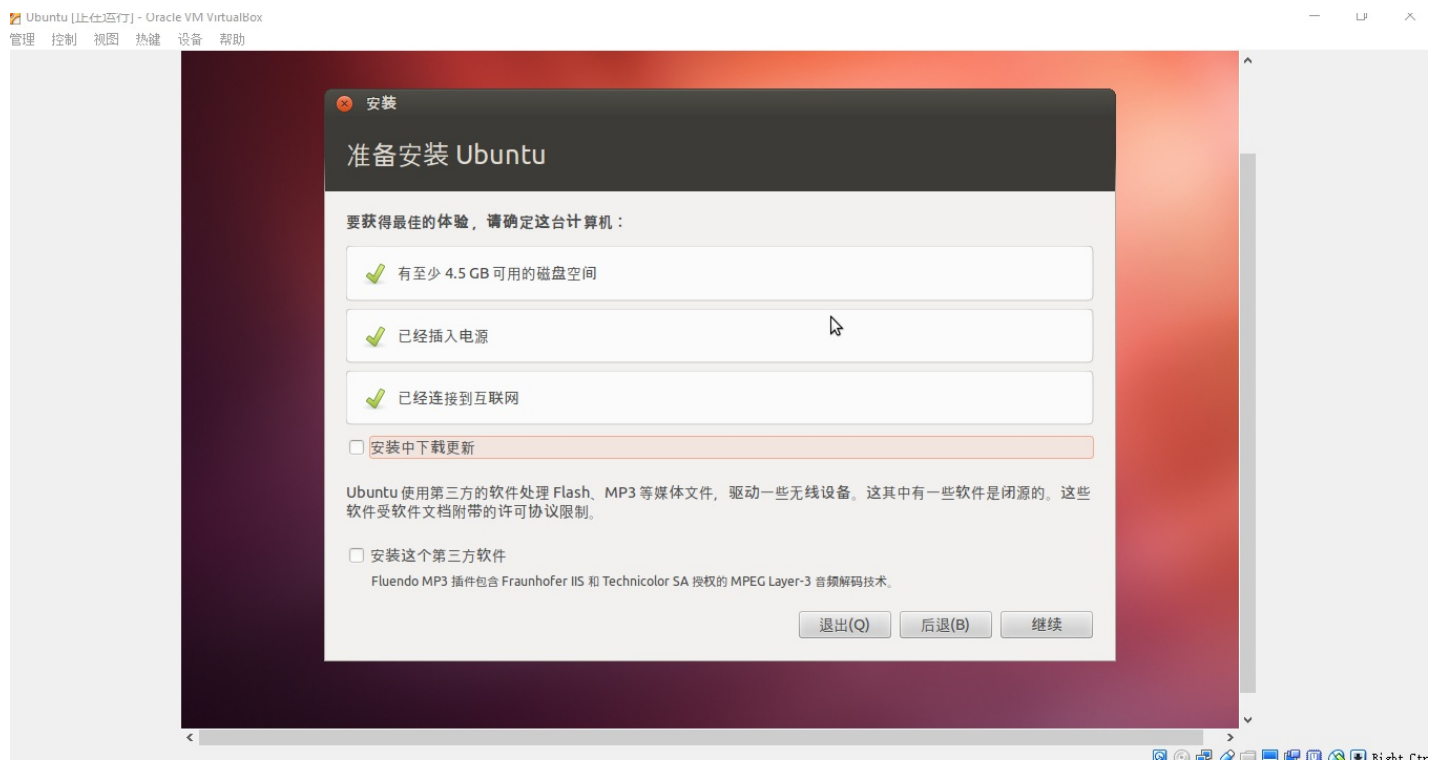 Ubuntu [正在运行] - Oracle VM VirtualBox
管理 控制 视图 热键 设备 帮助
安装
准备安装 Ubuntu
要获得最佳的体验，请确定这台计算机：
有至少 4.5 GB 可用的磁盘空间
已经插入电源
已经连接到互联网
安装中下载更新
Ubuntu 使用第三方的软件处理 Flash、MP3 等媒体文件，驱动一些无线设备。这其中有一些软件是闭源的。这些
软件受软件文档附带的许可协议限制。
安装这个第三方软件
Fluendo MP3 插件包含 Fraunhofer IIS 和 Technicolor SA 授权的 MPEG Layer-3 音频解码技术。
退出(Q) 后退(B) 继续
Right Ctr